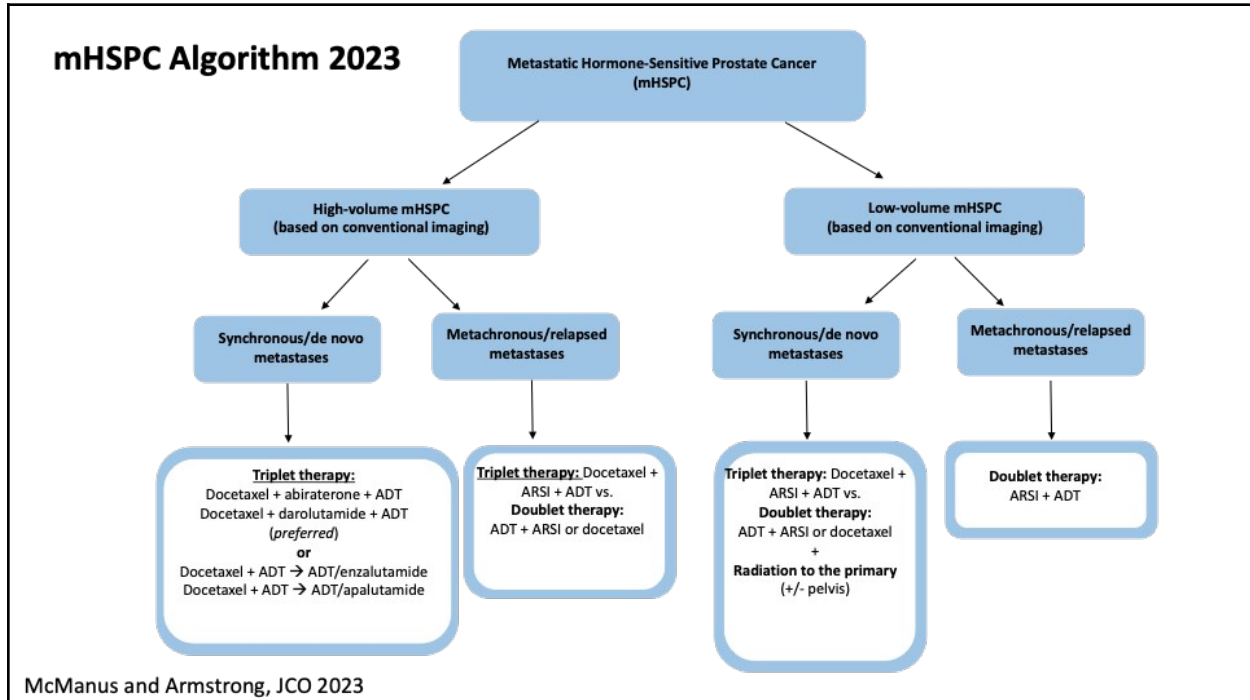 mHSPC Algorithm 2023
Metastatic Hormone-Sensitive Prostate Cancer
(mHSPC)
High-volume mHSPC
(based on conventional imaging)
Low-volume mHSPC
(based on conventional imaging)
Synchronous/de novo
metastases
Metachronous/relapsed
metastases
Synchronous/de novo
metastases
Metachronous/relapsed
metastases
Triplet therapy:
Docetaxel + abiraterone + ADT
Docetaxel + darolutamide + ADT
(preferred)
or
Docetaxel + ADT → ADT/enzalutamide
Docetaxel + ADT → ADT/apalutamide
Triplet therapy: Docetaxel +
ARSI + ADT vs.
Doublet therapy:
ADT + ARSI or docetaxel
Triplet therapy: Docetaxel +
ARSI + ADT vs.
Doublet therapy:
ADT + ARSI or docetaxel
+
Radiation to the primary
(+/- pelvis)
Doublet therapy:
ARSI + ADT
McManus and Armstrong, JCO 2023